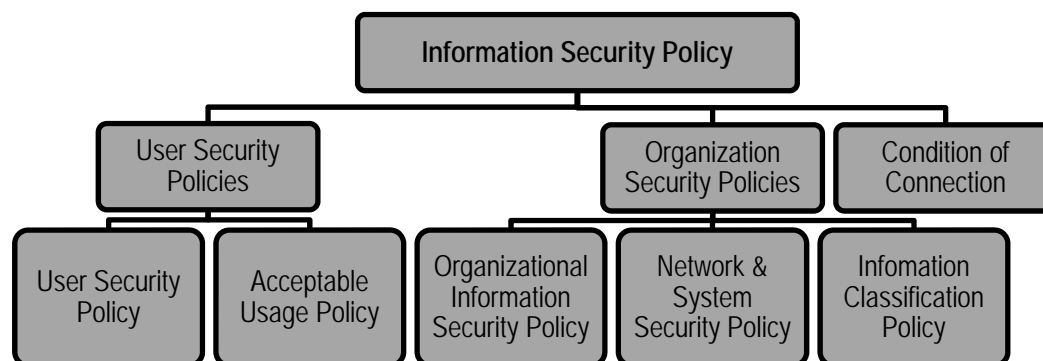 Information Security Policy
User Security
Policies
Organization
Security Policies
Condition of
Connection
User Security
Policy
Acceptable
Usage Policy
Organizational
Information
Security Policy
Network &
System
Security Policy
Infomation
Classification
Policy